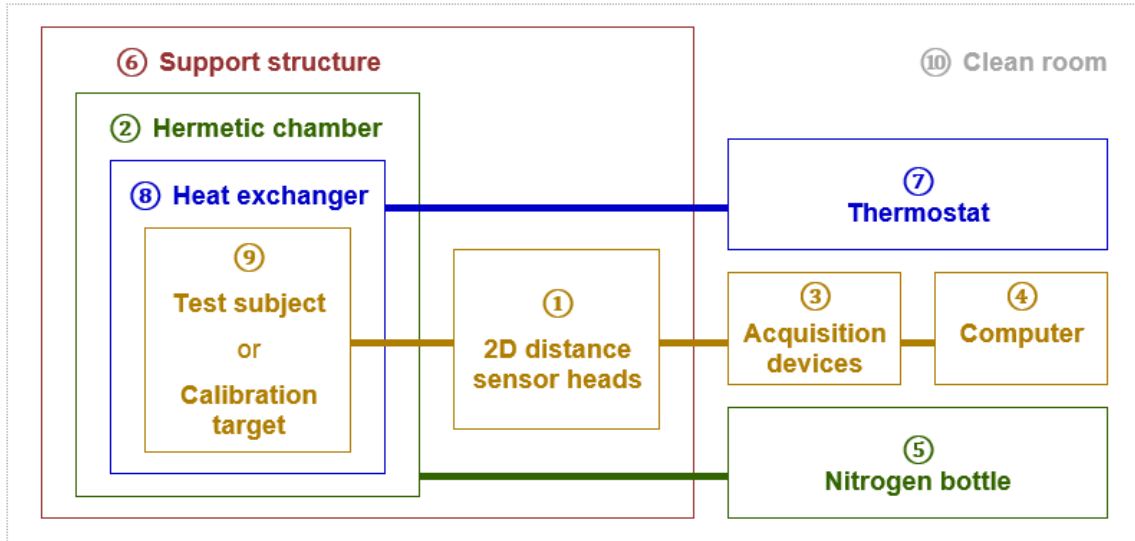 ⑥ Support structure
⑩ Clean room
② Hermetic chamber
⑧ Heat exchanger
⑨
Test subject
or
Calibration
target
①
2D distance
sensor heads
⑦
Thermostat
③
Acquisition
devices
④
Computer
⑤
Nitrogen bottle